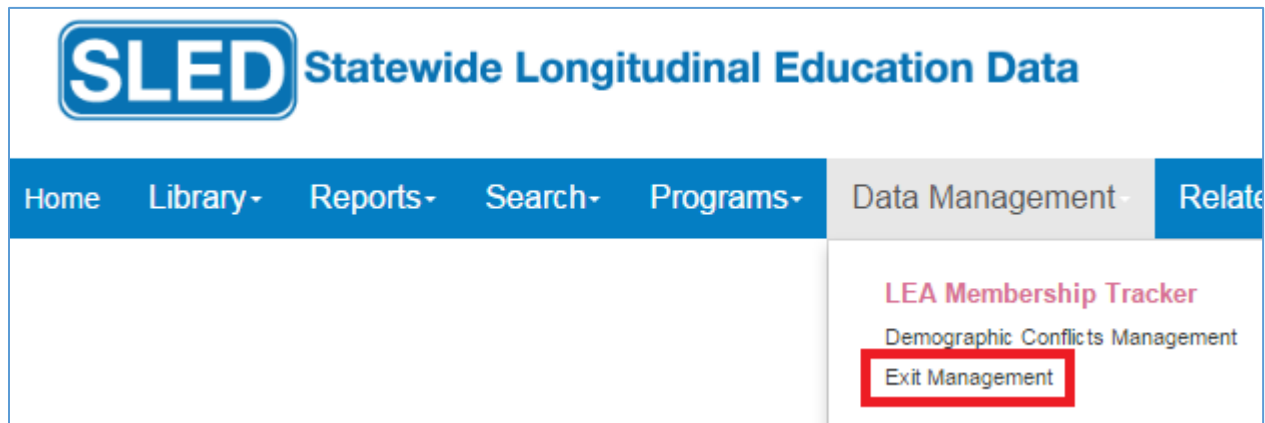 SLED Statewide Longitudinal Education Data
Home Library Reports Search Programs Data Management Relate
LEA Membership Tracker
Demographic Conflicts Management
Exit Management